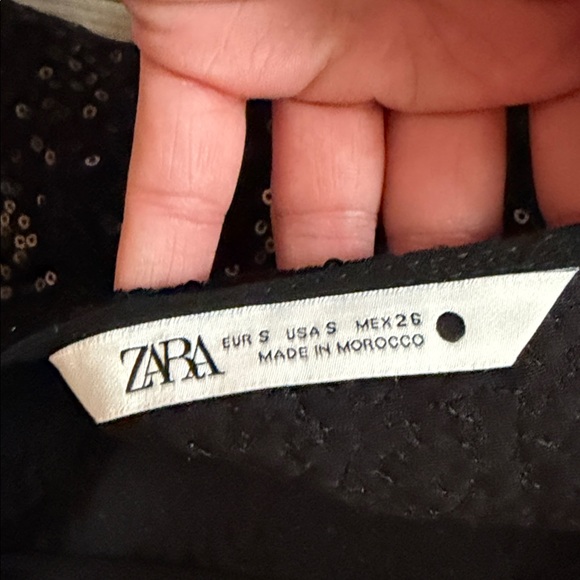 ZARA
EUR S USA S MEX 26
MADE IN MOROCCO